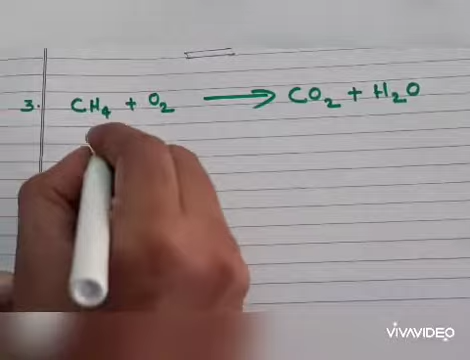 3. CH₄ + O₂ ⟶ CO₂ + H₂O
VIVAVIDEO